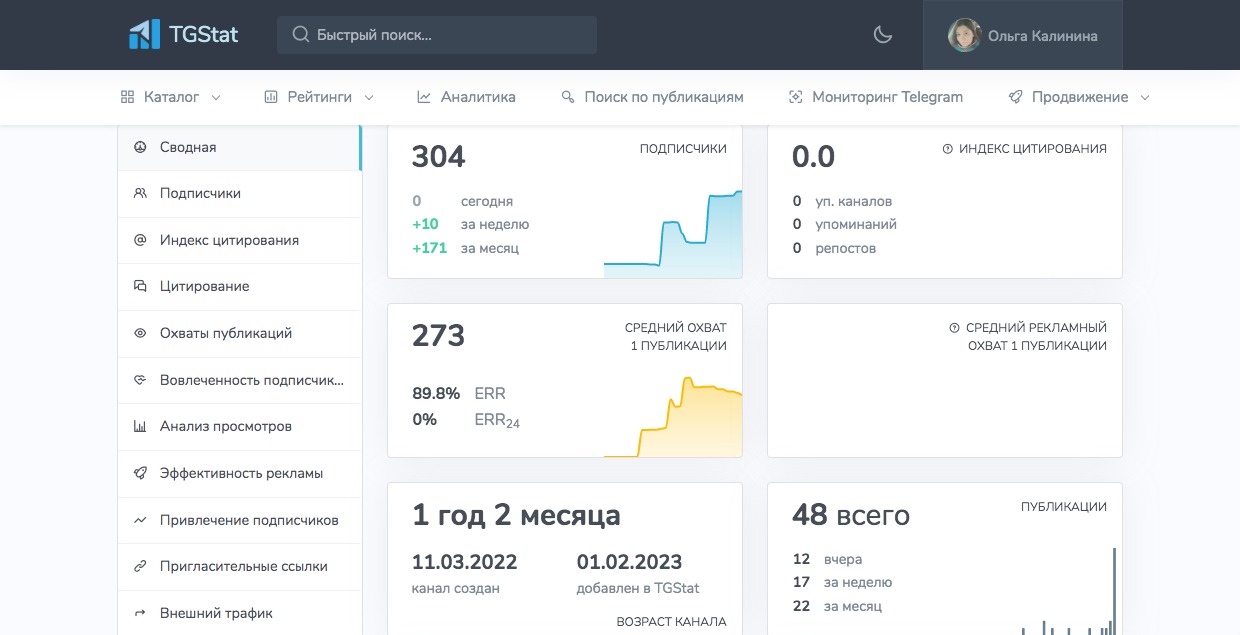 TGStat
Быстрый поиск...
Ольга Калинина
Каталог
Рейтинги
Аналитика
Поиск по публикациям
Мониторинг Telegram
Продвижение
Сводная
Подписчики
Индекс цитирования
Цитирование
Охваты публикаций
Вовлеченность подписчик...
Анализ просмотров
Эффективность рекламы
Привлечение подписчиков
Пригласительные ссылки
Внешний трафик
304 ПОДПИСЧИКИ
0 сегодня
+10 за неделю
+171 за месяц
0.0 ИНДЕКС ЦИТИРОВАНИЯ
0 уп. каналов
0 упоминаний
0 репостов
273 СРЕДНИЙ ОХВАТ
1 ПУБЛИКАЦИИ
89.8% ERR
0% ERR24
СРЕДНИЙ РЕКЛАМНЫЙ
ОХВАТ 1 ПУБЛИКАЦИИ
1 год 2 месяца
11.03.2022 01.02.2023
канал создан добавлен в TGStat
ВОЗРАСТ КАНАЛА
48 всего ПУБЛИКАЦИИ
12 вчера
17 за неделю
22 за месяц